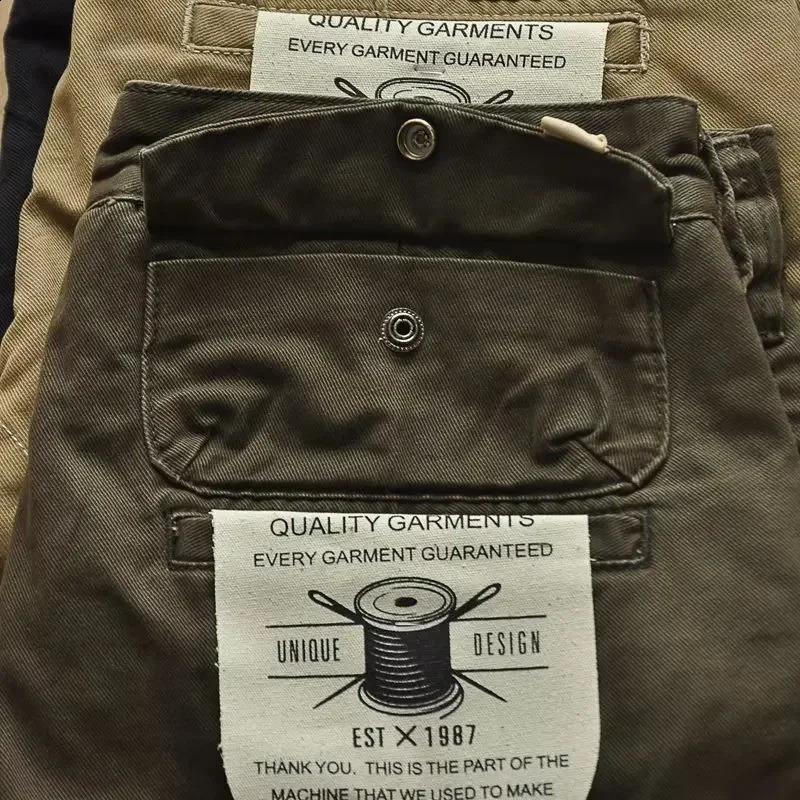 QUALITY GARMENTS
EVERY GARMENT GUARANTEED
QUALITY GARMENTS
EVERY GARMENT GUARANTEED
UNIQUE DESIGN
EST X 1987
THANK YOU. THIS IS THE PART OF THE
MACHINE THAT WE USED TO MAKE